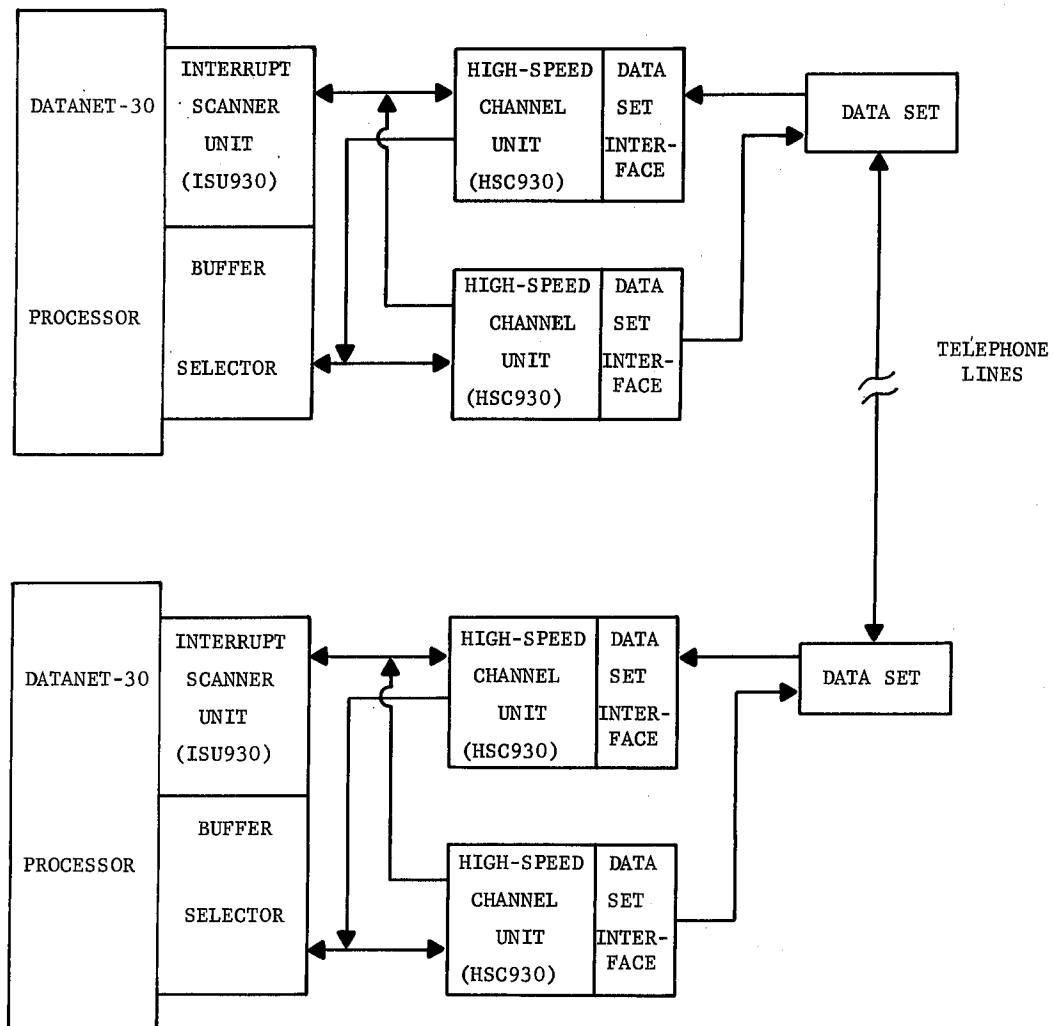 DATANET-30
PROCESSOR
INTERRUPT
SCANNER
UNIT
(ISU930)
BUFFER
SELECTOR
HIGH-SPEED
CHANNEL
UNIT
(HSC930)
DATA
SET
INTER-
FACE
HIGH-SPEED
CHANNEL
UNIT
(HSC930)
DATA
SET
INTER-
FACE
DATA SET
TELEPHONE
LINES
DATANET-30
PROCESSOR
INTERRUPT
SCANNER
UNIT
(ISU930)
BUFFER
SELECTOR
HIGH-SPEED
CHANNEL
UNIT
(HSC930)
DATA
SET
INTER-
FACE
HIGH-SPEED
CHANNEL
UNIT
(HSC930)
DATA
SET
INTER-
FACE
DATA SET